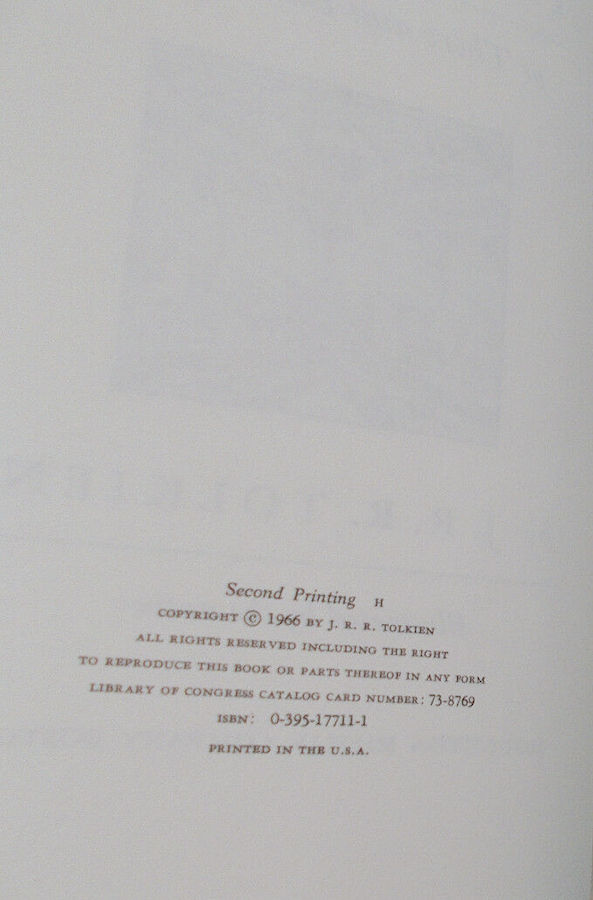 Second Printing H
COPYRIGHT © 1966 BY J. R. R. TOLKIEN
ALL RIGHTS RESERVED INCLUDING THE RIGHT
TO REPRODUCE THIS BOOK OR PARTS THEREOF IN ANY FORM
LIBRARY OF CONGRESS CATALOG CARD NUMBER: 73-8769
ISBN: 0-395-17711-1
PRINTED IN THE U.S.A.